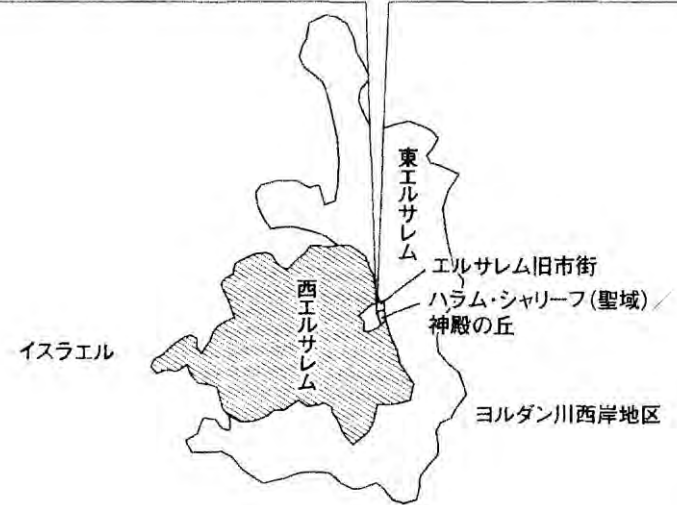 東エルサレム
エルサレム旧市街
ハラム・シャリーフ(聖域)
神殿の丘
西エルサレム
イスラエル
ヨルダン川西岸地区